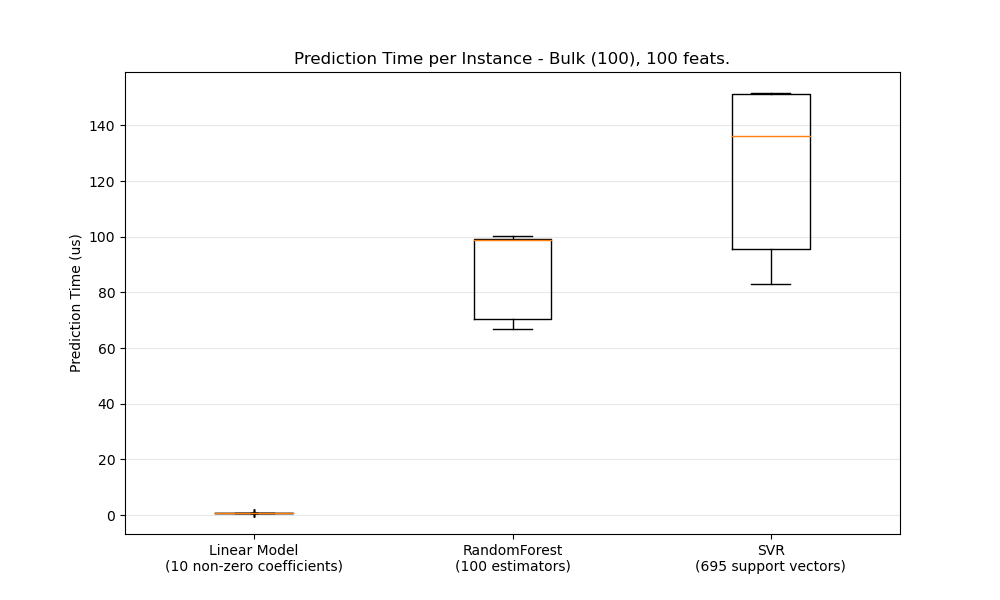 Prediction Time per Instance - Bulk (100), 100 feats.
Prediction Time (us)
140
120
100
80
60
40
20
0
Linear Model
(10 non-zero coefficients)
RandomForest
(100 estimators)
SVR
(695 support vectors)